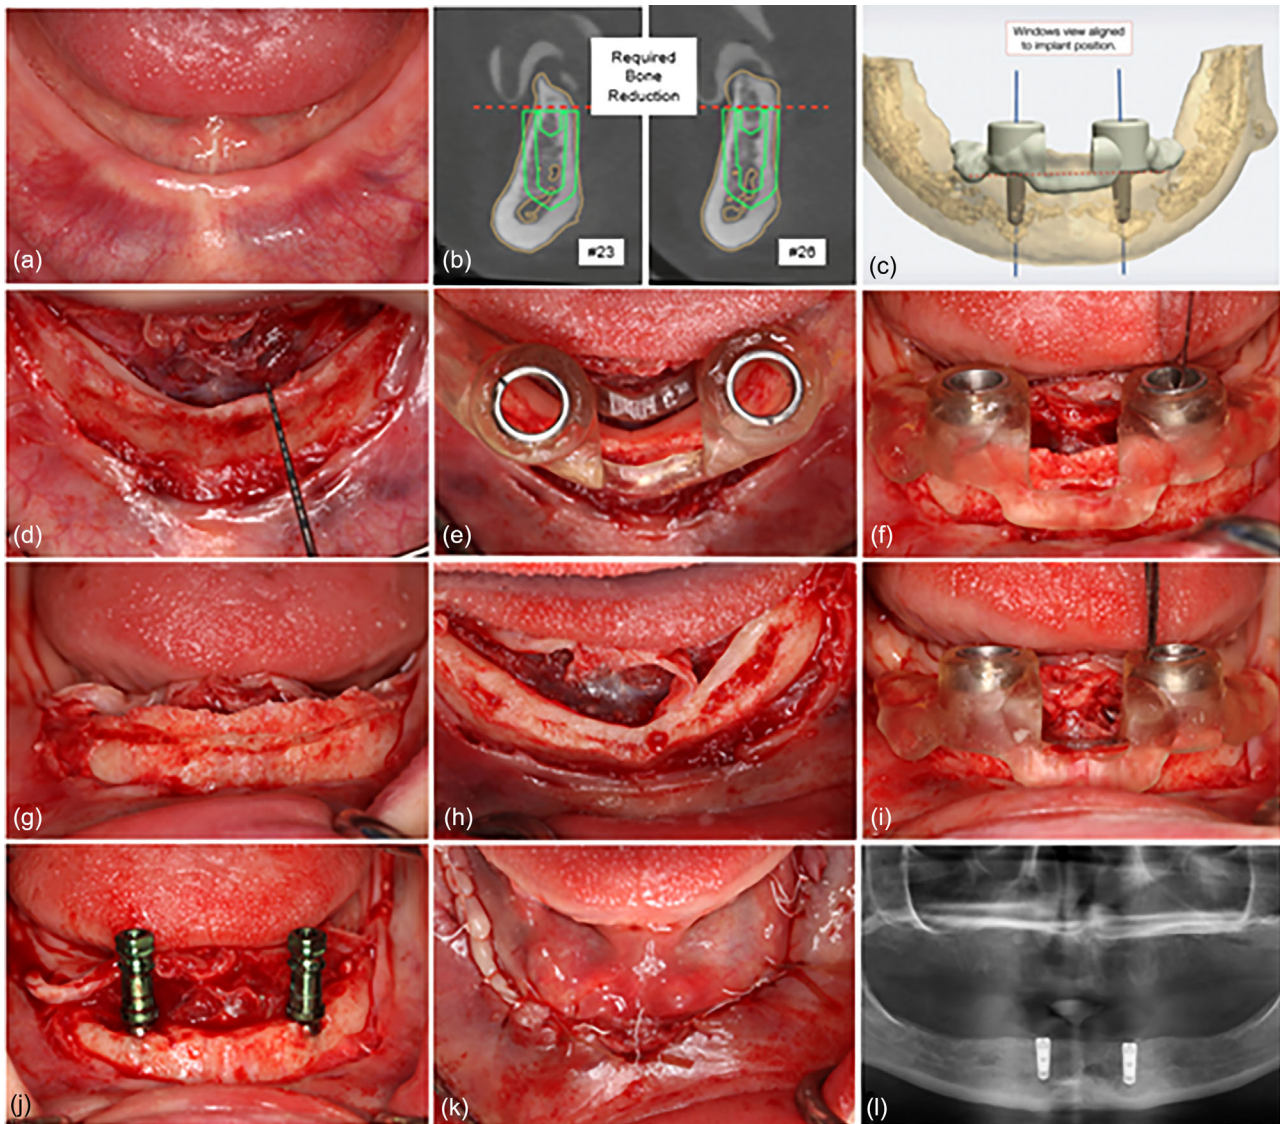 (a)
(b)
Required
Bone
Reduction
#23
#26
(c)
Windows view aligned
to implant position.
(d)
(e)
(f)
(g)
(h)
(i)
(j)
(k)
(l)